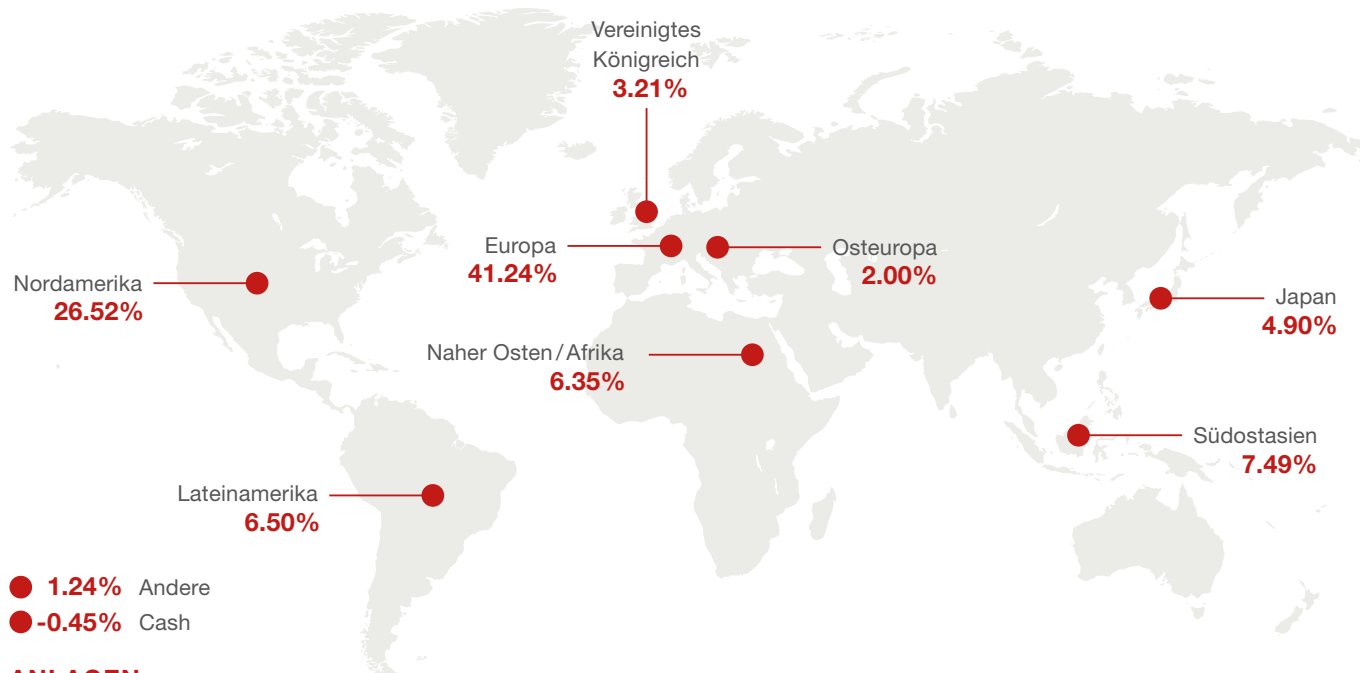 Vereinigtes
Königreich
3.21%
Europa
41.24%
Osteuropa
2.00%
Nordamerika
26.52%
Japan
4.90%
Naher Osten / Afrika
6.35%
Südostasien
7.49%
Lateinamerika
6.50%
1.24% Andere
-0.45% Cash
ANLAGEN